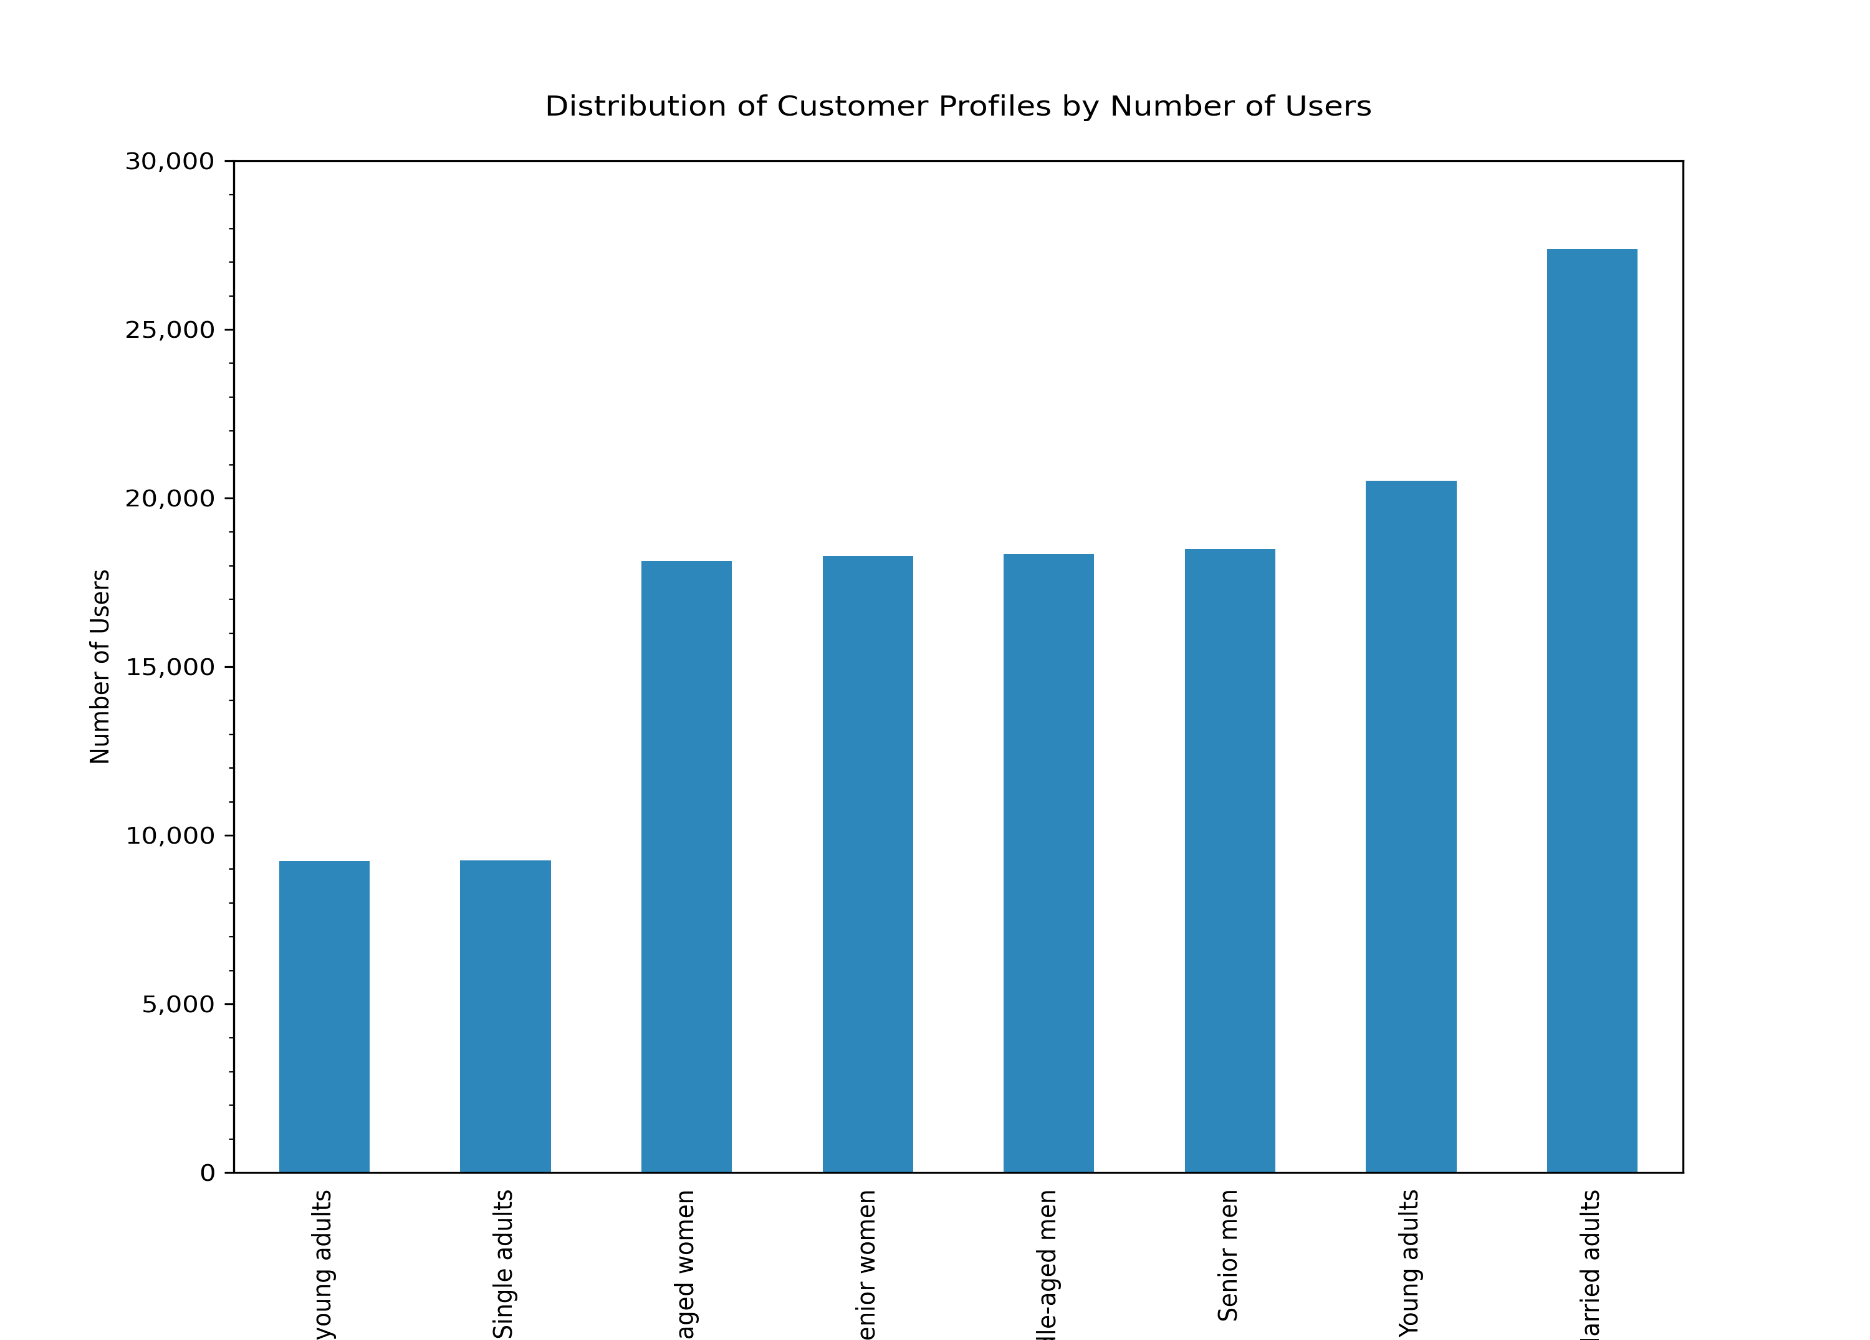 Distribution of Customer Profiles by Number of Users
Number of Users
30,000
25,000
20,000
15,000
10,000
5,000
0
young adults
Single adults
aged women
enior women
dle-aged men
Senior men
Young adults
arried adults